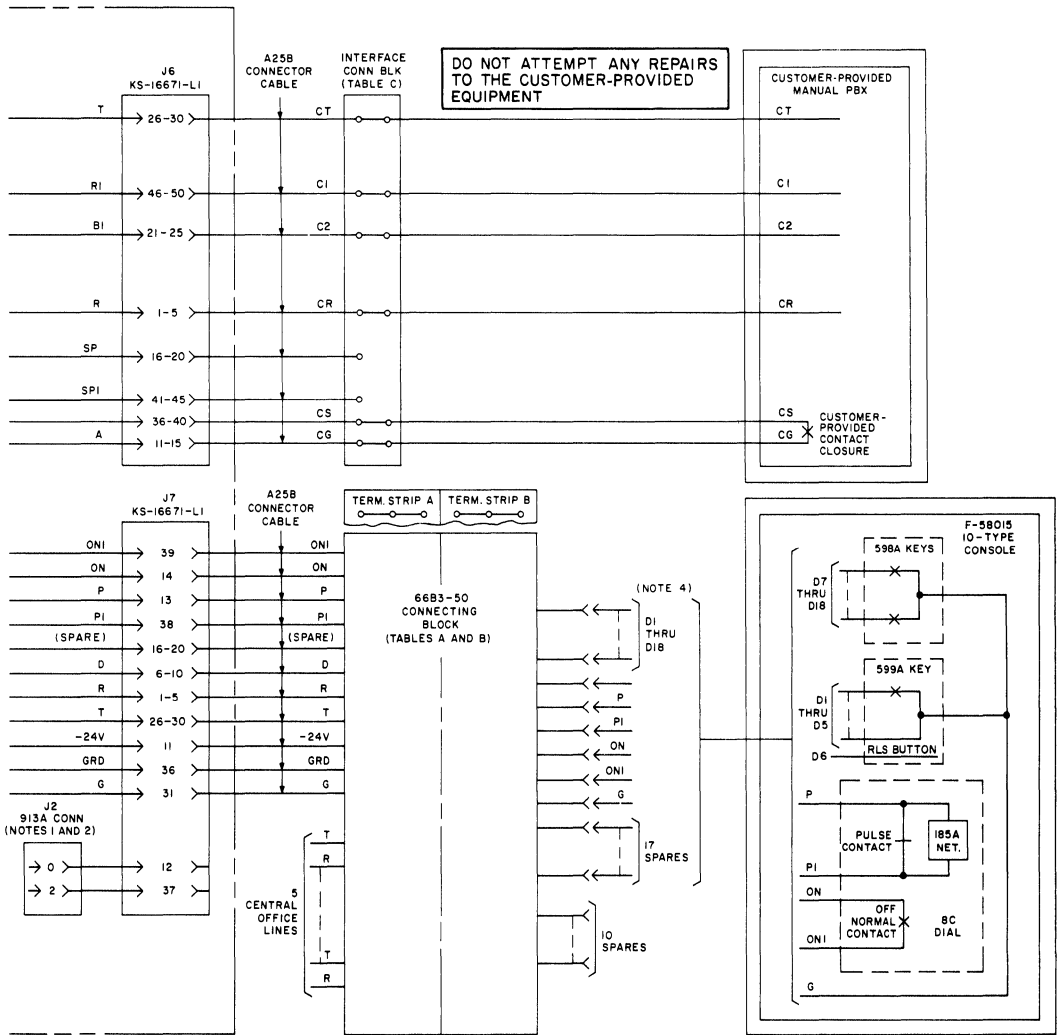 J6
KS-16671-L1
A25B
CONNECTOR
CABLE
INTERFACE
CONN BLK
(TABLE C)
DO NOT ATTEMPT ANY REPAIRS
TO THE CUSTOMER-PROVIDED
EQUIPMENT
CUSTOMER-PROVIDED
MANUAL PBX
T 26-30 CT CT
R1 46-50 C1 C1
B1 21-25 C2 C2
R 1-5 CR CR
SP 16-20
SP1 41-45
36-40 CS CS
A 11-15 CG CG
CUSTOMER-
PROVIDED
CONTACT
CLOSURE
J7
KS-16671-L1
A25B
CONNECTOR
CABLE
TERM. STRIP A TERM. STRIP B
ON1 39 ON1
ON 14 ON
P 13 P
P1 38 P1
(SPARE) 16-20 (SPARE)
D 6-10 D
R 1-5 R
T 26-30 T
-24V 11 -24V
GRD 36 GRD
G 31 G
J2
913A CONN
(NOTES 1 AND 2)
0 12
2 37
66B3-50
CONNECTING
BLOCK
(TABLES A AND B)
T
R
5
CENTRAL
OFFICE
LINES
T
R
(NOTE 4)
D1
THRU
D18
P
P1
ON
ON1
G
17
SPARES
10
SPARES
F-58015
10-TYPE
CONSOLE
598A KEYS
D7
THRU
D18
599A KEY
D1
THRU
D5
D6 RLS BUTTON
P
PULSE
CONTACT
185A
NET.
P1
ON
OFF
NORMAL
CONTACT
8C
DIAL
ON1
G